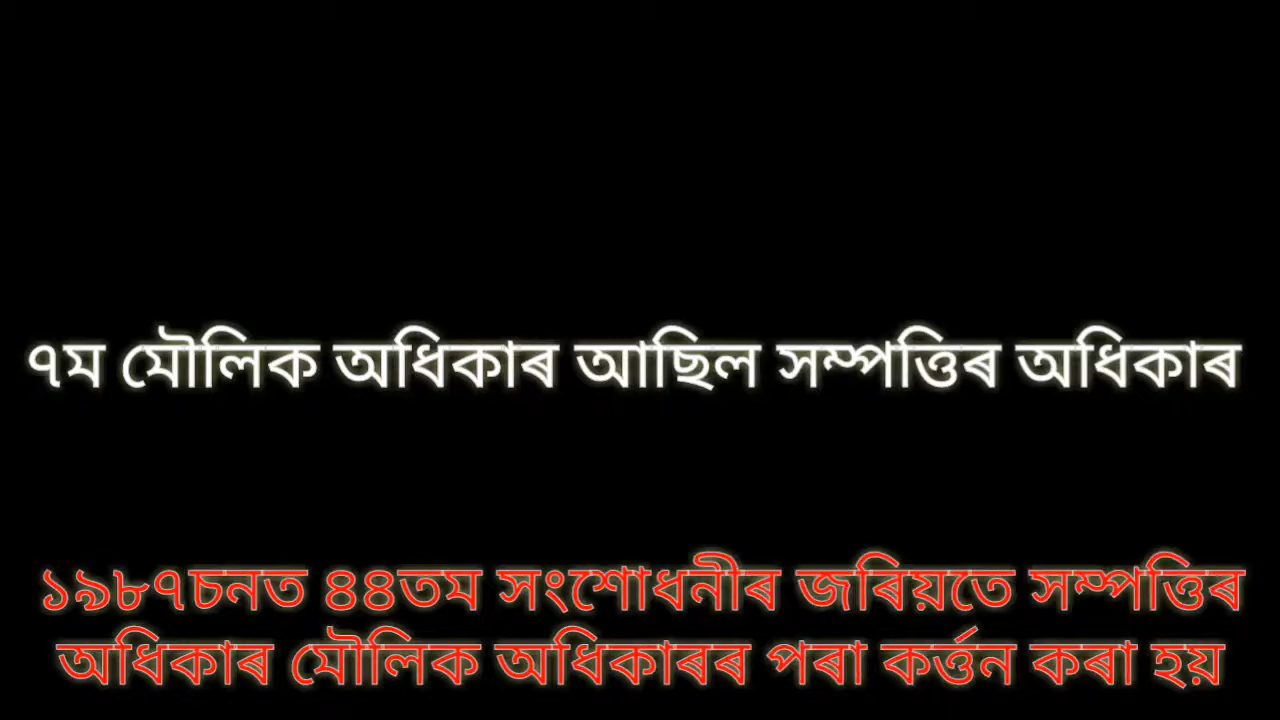 ৭ম মৌলিক অধিকাৰ আছিল সম্পত্তিৰ অধিকাৰ
১৯৮৭চনত ৪৪তম সংশোধনীৰ জৰিয়তে সম্পত্তিৰ
অধিকাৰ মৌলিক অধিকাৰৰ পৰা কৰ্ত্তন কৰা হয়